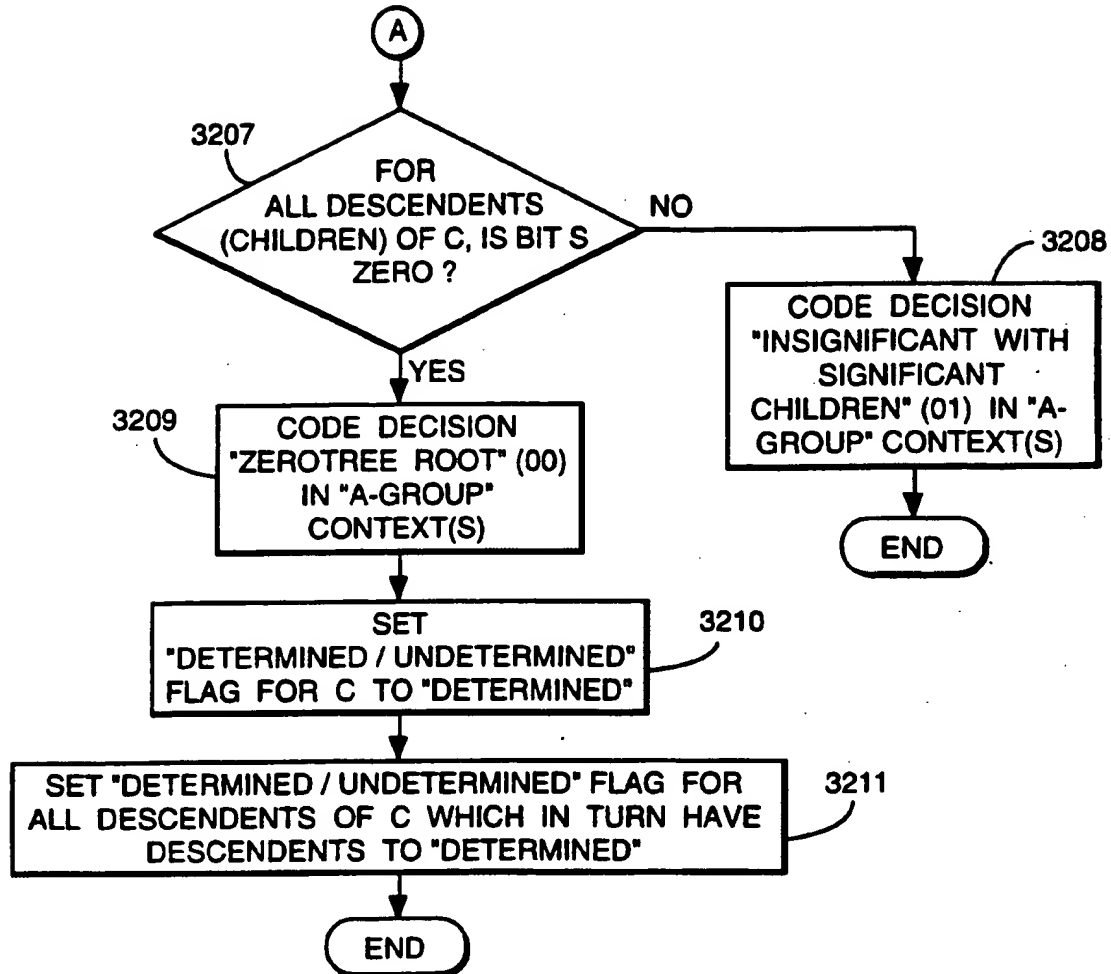 A
3207
FOR
ALL DESCENDENTS
(CHILDREN) OF C, IS BIT S
ZERO ?
NO
3208
CODE DECISION
"INSIGNIFICANT WITH
SIGNIFICANT
CHILDREN" (01) IN "A-
GROUP" CONTEXT(S)
END
YES
3209
CODE DECISION
"ZEROTREE ROOT" (00)
IN "A-GROUP"
CONTEXT(S)
3210
SET
"DETERMINED / UNDETERMINED"
FLAG FOR C TO "DETERMINED"
3211
SET "DETERMINED / UNDETERMINED" FLAG FOR
ALL DESCENDENTS OF C WHICH IN TURN HAVE
DESCENDENTS TO "DETERMINED"
END